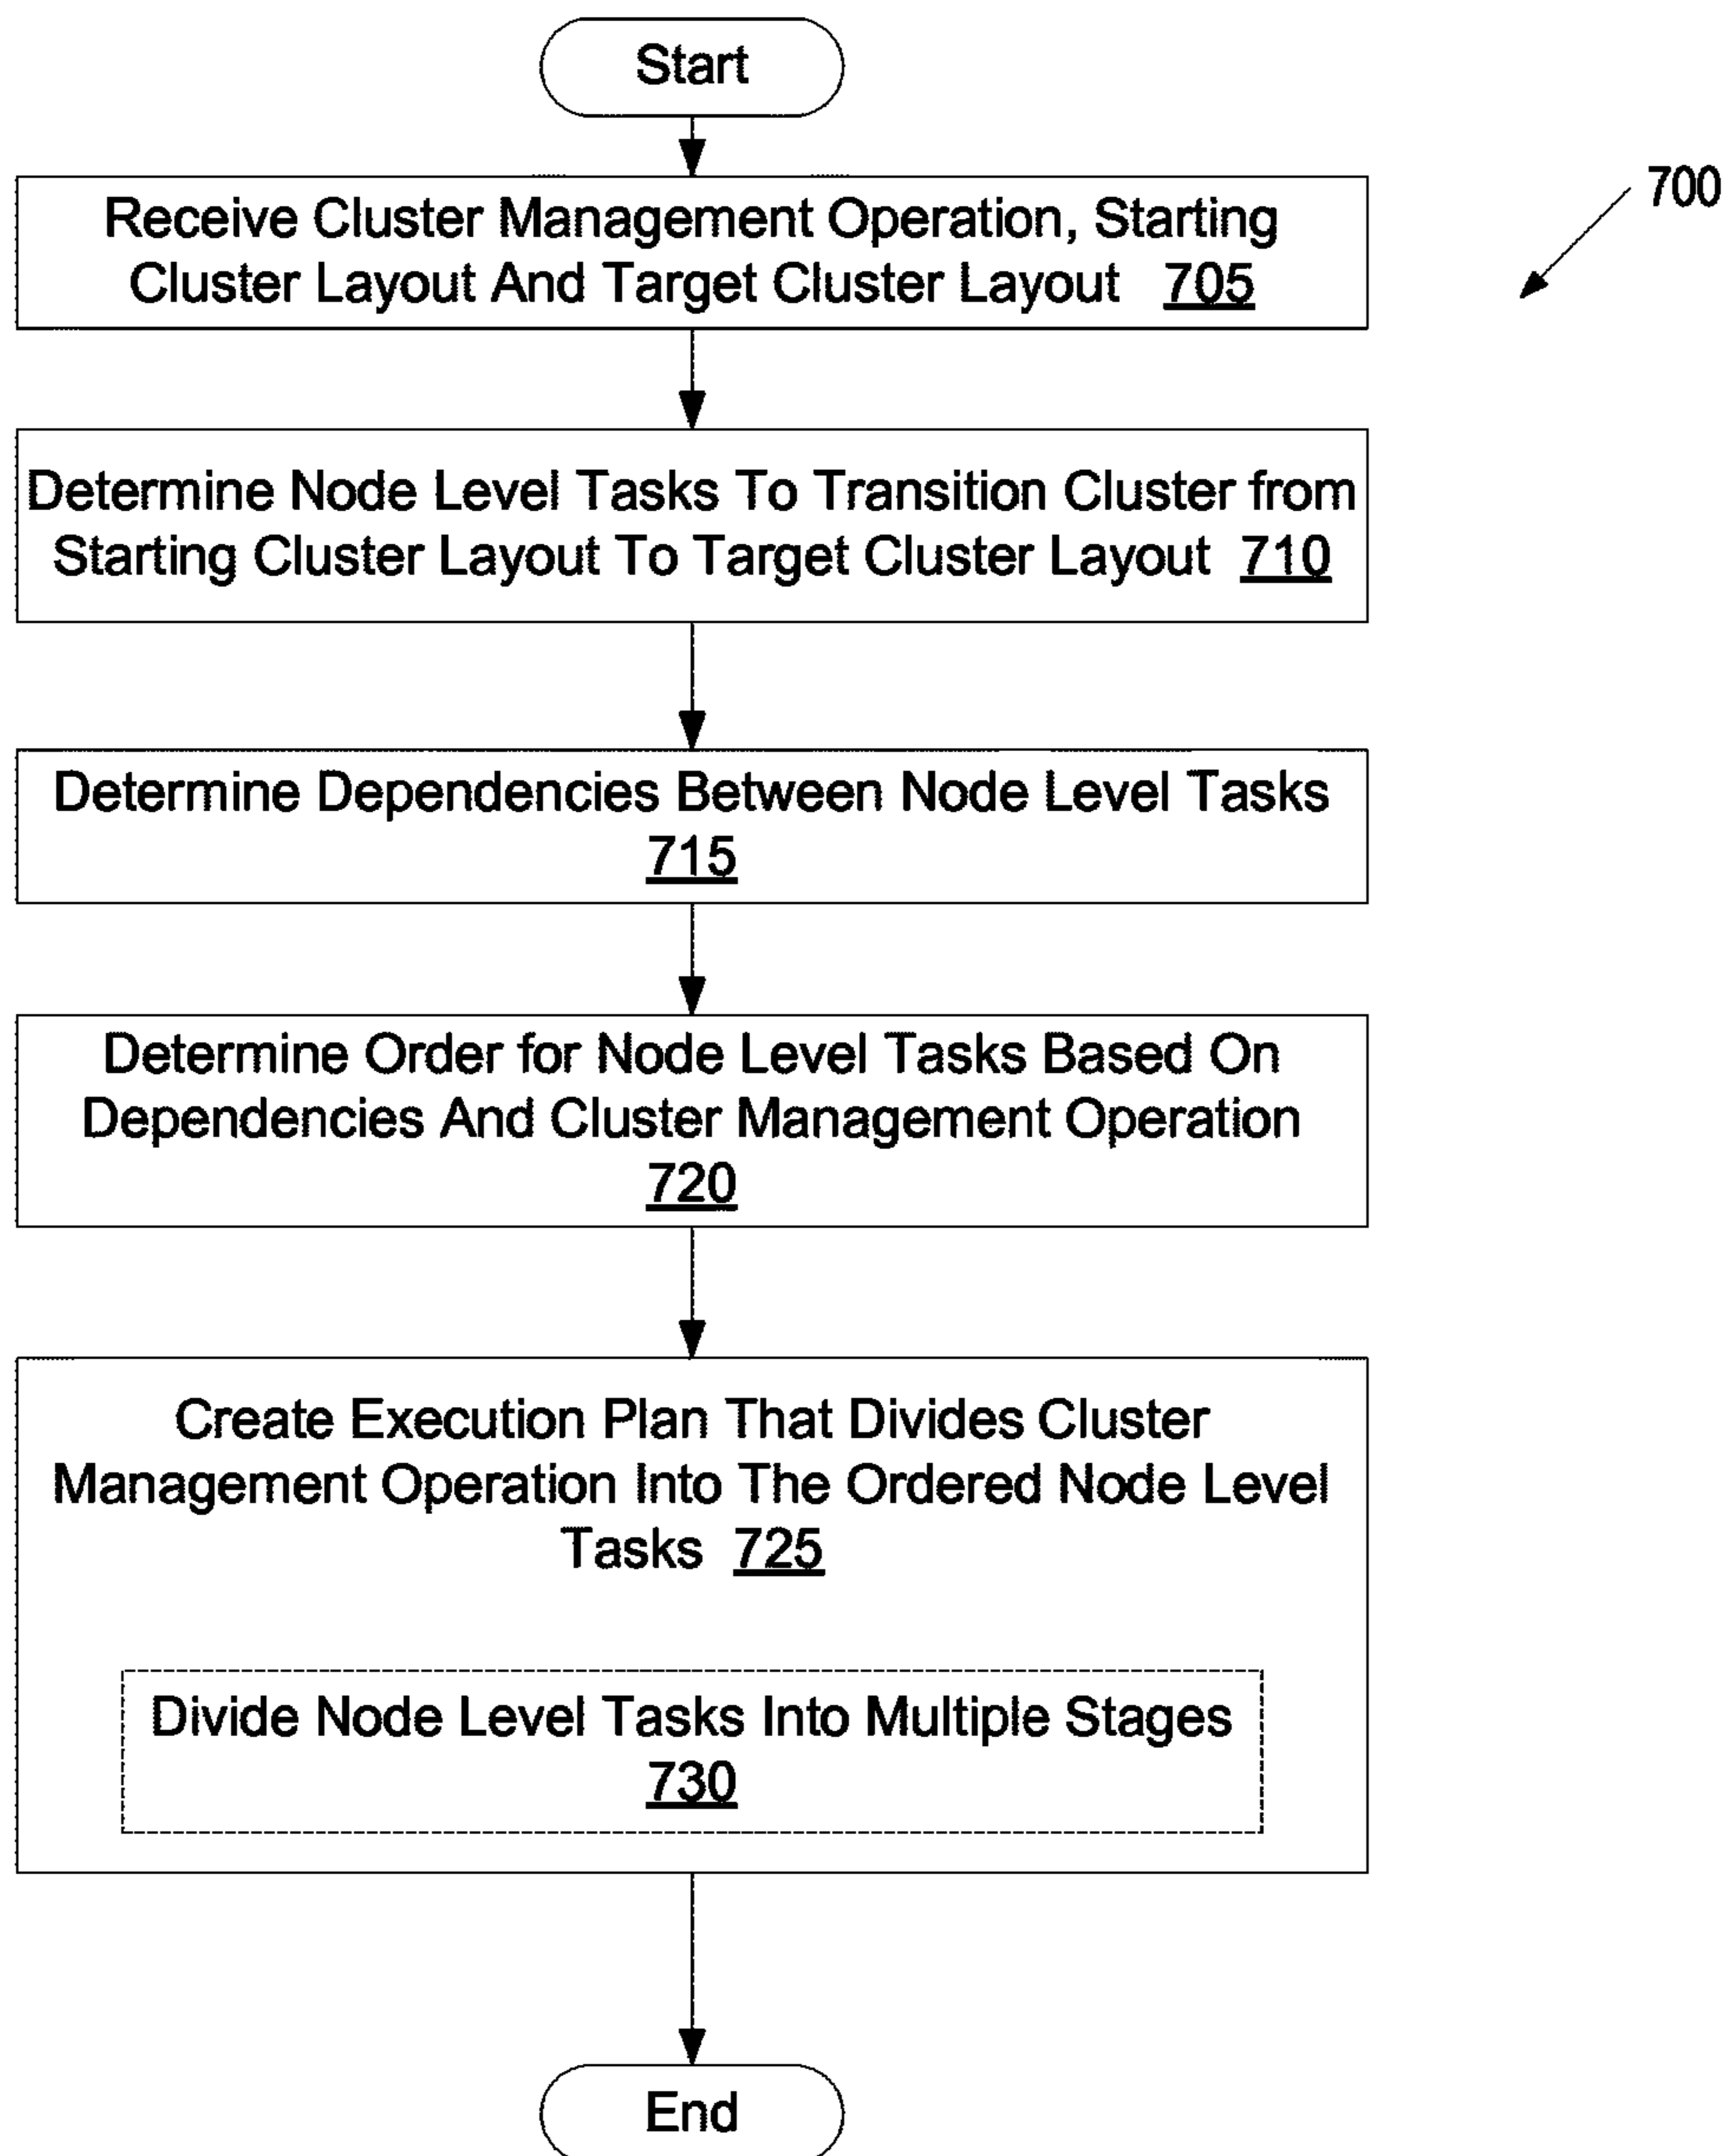 Start
700
Receive Cluster Management Operation, Starting
Cluster Layout And Target Cluster Layout 705
Determine Node Level Tasks To Transition Cluster from
Starting Cluster Layout To Target Cluster Layout 710
Determine Dependencies Between Node Level Tasks
715
Determine Order for Node Level Tasks Based On
Dependencies And Cluster Management Operation
720
Create Execution Plan That Divides Cluster
Management Operation Into The Ordered Node Level
Tasks 725
Divide Node Level Tasks Into Multiple Stages
730
End